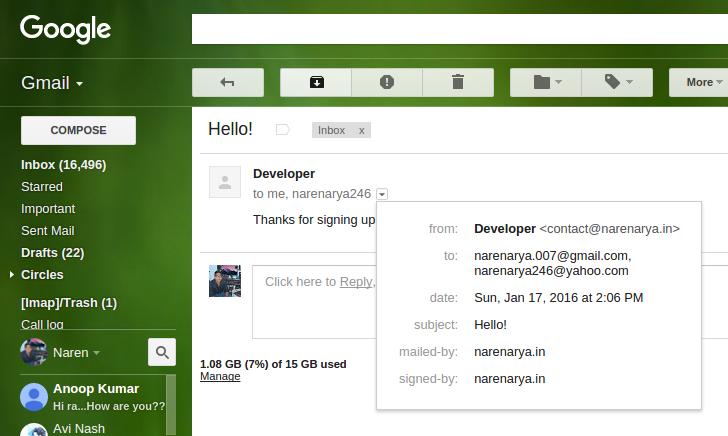 Google
Gmail
More
COMPOSE
Inbox (16,496)
Starred
Important
Sent Mail
Drafts (22)
Circles
[Imap]/Trash (1)
Call log
Naren
Anoop Kumar
Hi ra...How are you??
Avi Nash
Hello!
Inbox x
Developer
to me, narenarya246
Thanks for signing up
from: Developer <contact@narenarya.in>
to: narenarya.007@gmail.com,
narenarya246@yahoo.com
date: Sun, Jan 17, 2016 at 2:06 PM
subject: Hello!
mailed-by: narenarya.in
signed-by: narenarya.in
Click here to Reply,
1.08 GB (7%) of 15 GB used
Manage